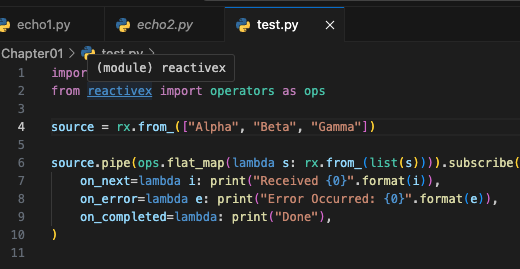 echo1.py echo2.py test.py
Chapter01 > test.py
(module) reactivex
1 impor
2 from reactivex import operators as ops
3
4 source = rx.from_(["Alpha", "Beta", "Gamma"])
5
6 source.pipe(ops.flat_map(lambda s: rx.from_(list(s)))).subscribe(
7 on_next=lambda i: print("Received {0}".format(i)),
8 on_error=lambda e: print("Error Occurred: {0}".format(e)),
9 on_completed=lambda: print("Done"),
10 )
11